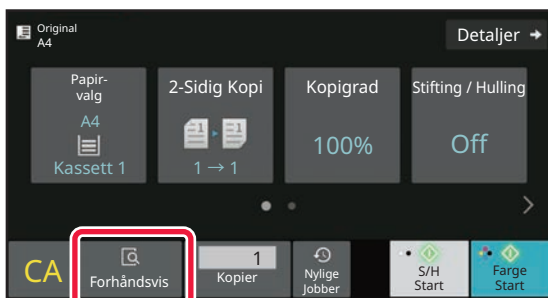 Original
A4
Detaljer
Papir-
valg
A4
Kassett 1
2-Sidig Kopi
1 → 1
Kopigrad
100%
Stifting / Hulling
Off
CA
Forhåndsvis
1
Kopier
Nylige
Jobber
S/H
Start
Farge
Start